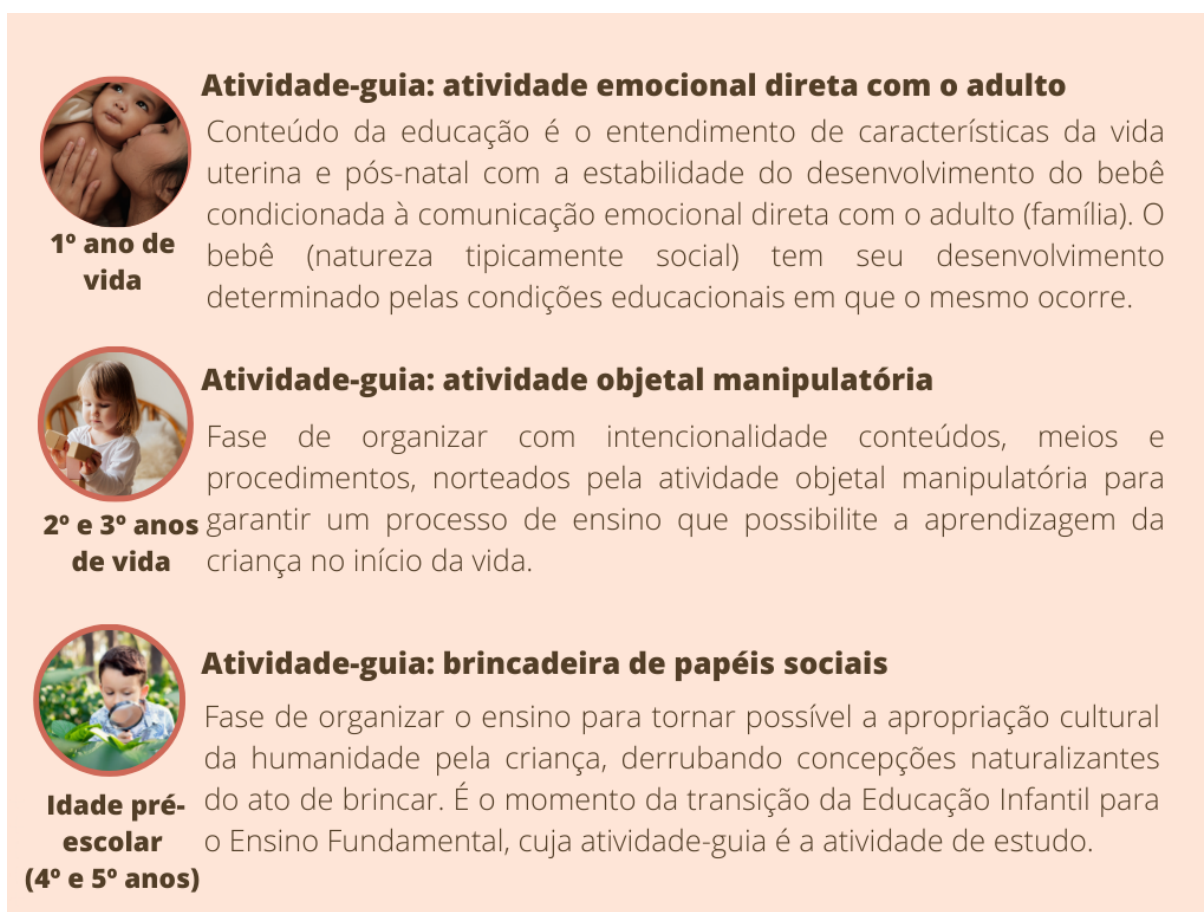 Atividade-guia: atividade emocional direta com o adulto
Conteúdo da educação é o entendimento de características da vida
uterina e pós-natal com a estabilidade do desenvolvimento do bebê
condicionada à comunicação emocional direta com o adulto (família). O
bebê (natureza tipicamente social) tem seu desenvolvimento
determinado pelas condições educacionais em que o mesmo ocorre.
1º ano de
vida
Atividade-guia: atividade objetal manipulatória
Fase de organizar com intencionalidade conteúdos, meios e
procedimentos, norteados pela atividade objetal manipulatória para
garantir um processo de ensino que possibilite a aprendizagem da
criança no início da vida.
2º e 3º anos
de vida
Atividade-guia: brincadeira de papéis sociais
Fase de organizar o ensino para tornar possível a apropriação cultural
da humanidade pela criança, derrubando concepções naturalizantes
do ato de brincar. É o momento da transição da Educação Infantil para
o Ensino Fundamental, cuja atividade-guia é a atividade de estudo.
Idade pré-
escolar
(4º e 5º anos)